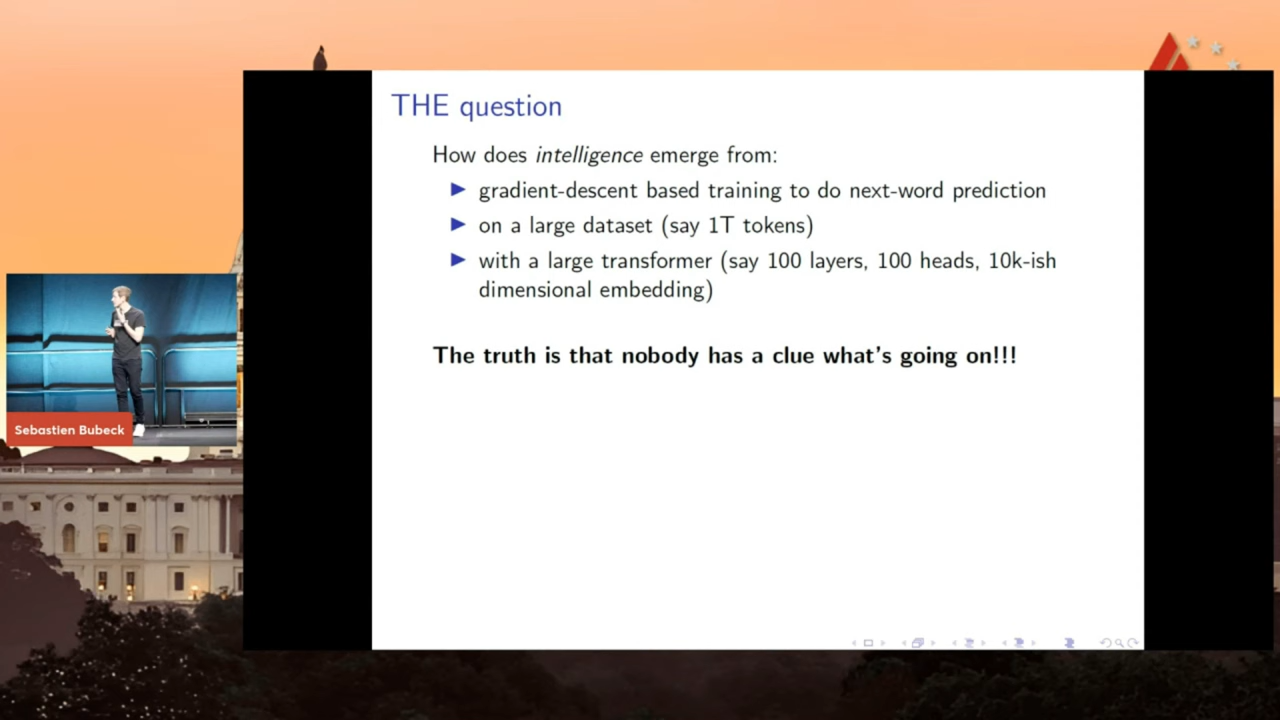 THE question
How does intelligence emerge from:
gradient-descent based training to do next-word prediction
on a large dataset (say 1T tokens)
with a large transformer (say 100 layers, 100 heads, 10k-ish
dimensional embedding)
The truth is that nobody has a clue what's going on!!!
Sebastien Bubeck